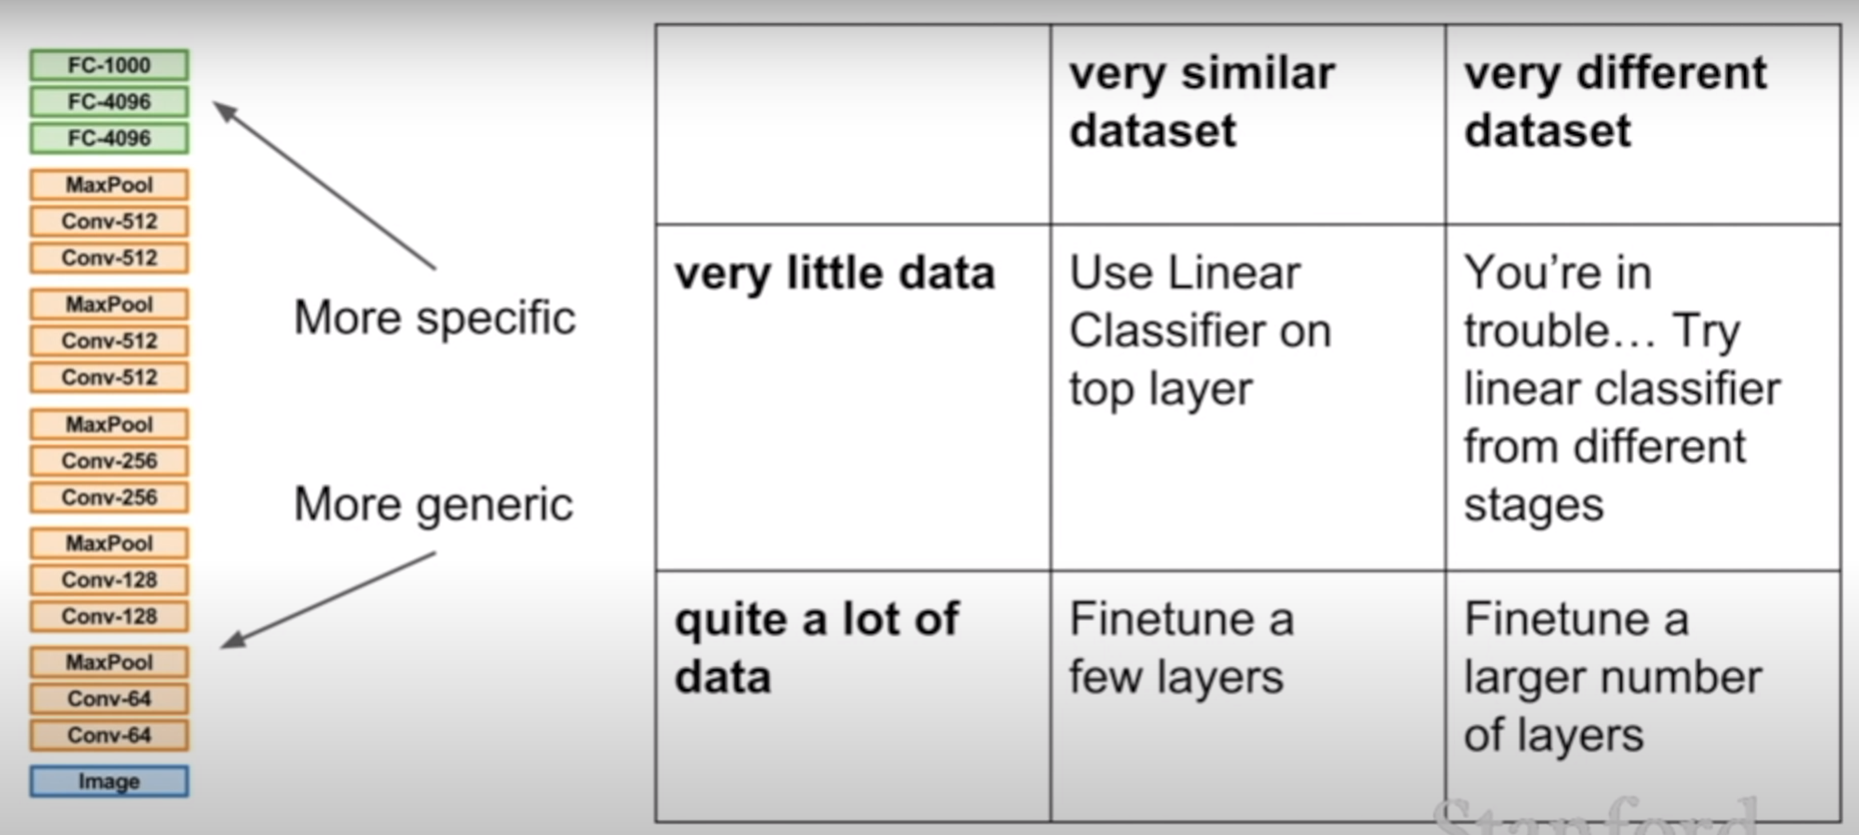 FC-1000
FC-4096
FC-4096
MaxPool
Conv-512
Conv-512
MaxPool
Conv-512
Conv-512
MaxPool
Conv-256
Conv-256
MaxPool
Conv-128
Conv-128
MaxPool
Conv-64
Conv-64
Image
More specific
More generic
very similar
dataset
very different
dataset
very little data
Use Linear
Classifier on
top layer
You’re in
trouble… Try
linear classifier
from different
stages
quite a lot of
data
Finetune a
few layers
Finetune a
larger number
of layers
Stanford